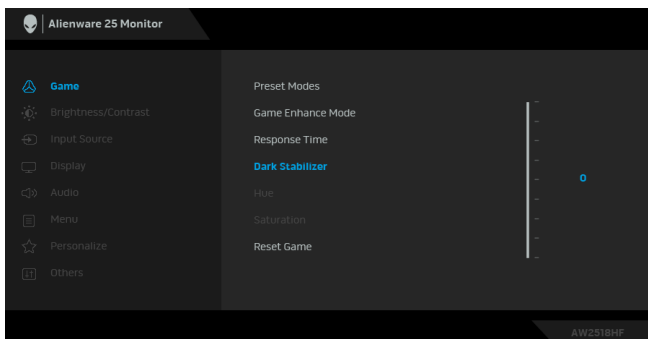 Alienware 25 Monitor
Game
Brightness/Contrast
Input Source
Display
Audio
Menu
Personalize
Others
Preset Modes
Game Enhance Mode
Response Time
Dark Stabilizer
Hue
Saturation
Reset Game
0
AW2518HF